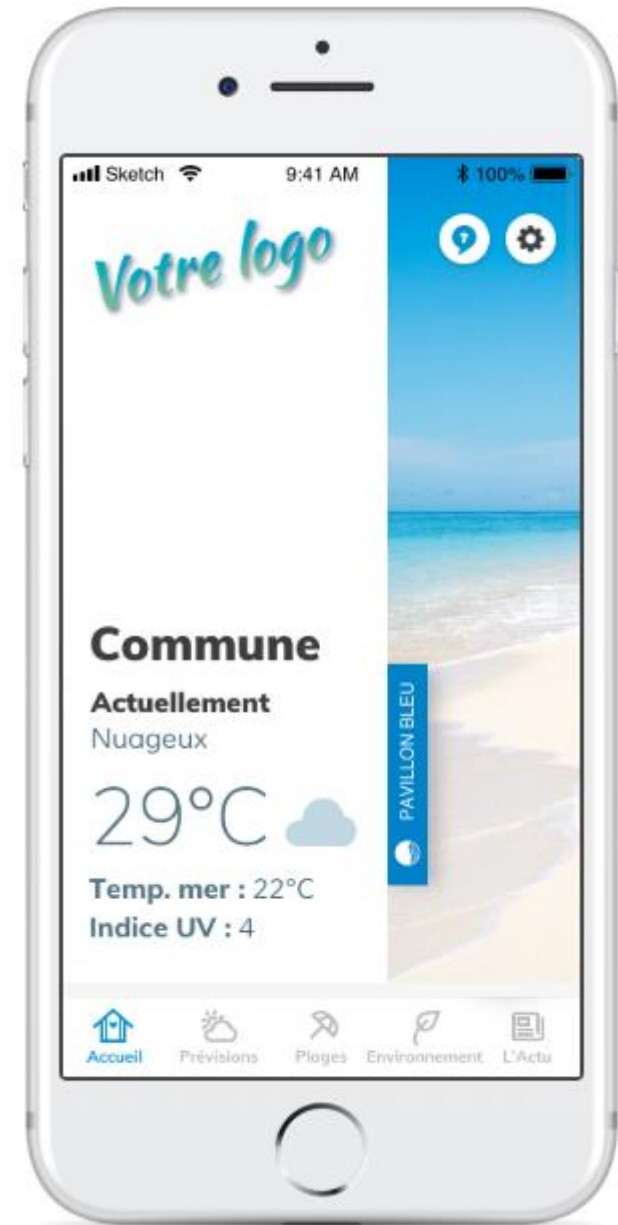 Sketch
9:41 AM
100%
Votre logo
Commune
Actuellement
Nuageux
29°C
Temp. mer : 22°C
Indice UV : 4
PAVILLON BLEU
Accueil
Prévisions
Plages
Environnement
L'Actu